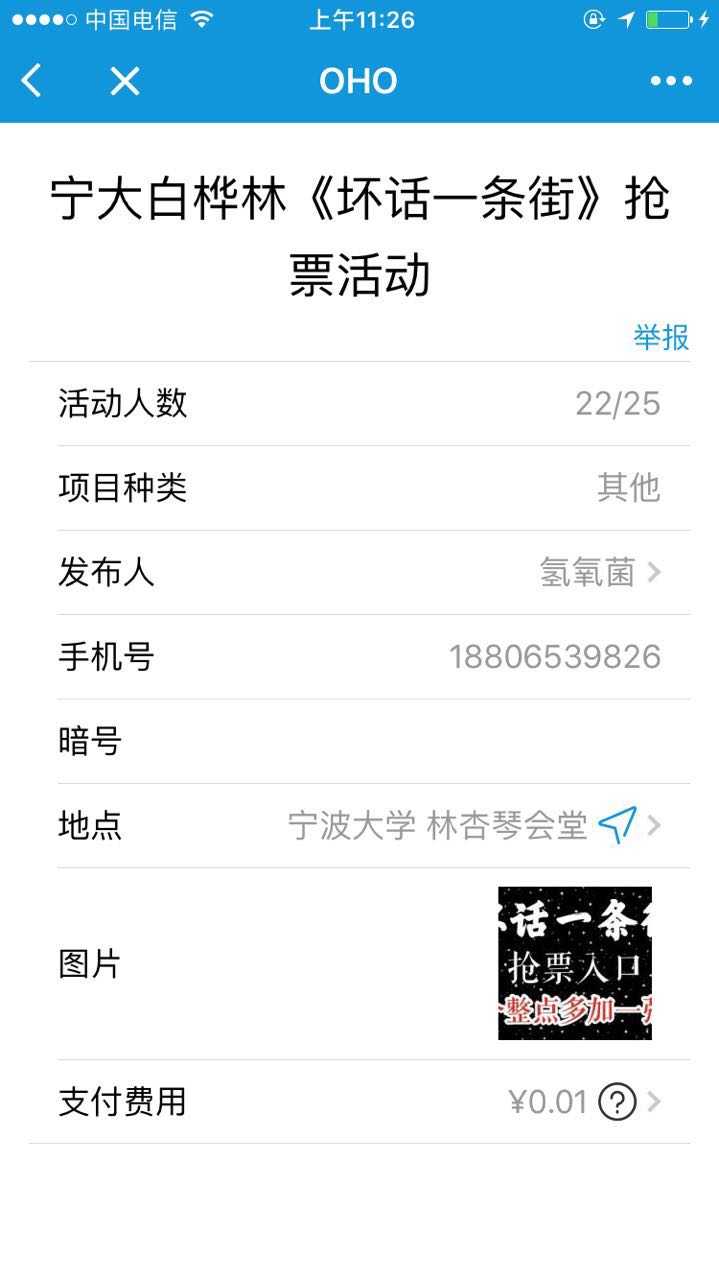 中国电信 上午11:26
OHO
宁大白桦林《坏话一条街》抢
票活动
举报
活动人数 22/25
项目种类 其他
发布人 氢氧菌
手机号 18806539826
暗号
地点 宁波大学 林杏琴会堂
图片
话一条
抢票入口
整点多加一
支付费用 ¥0.01 ?